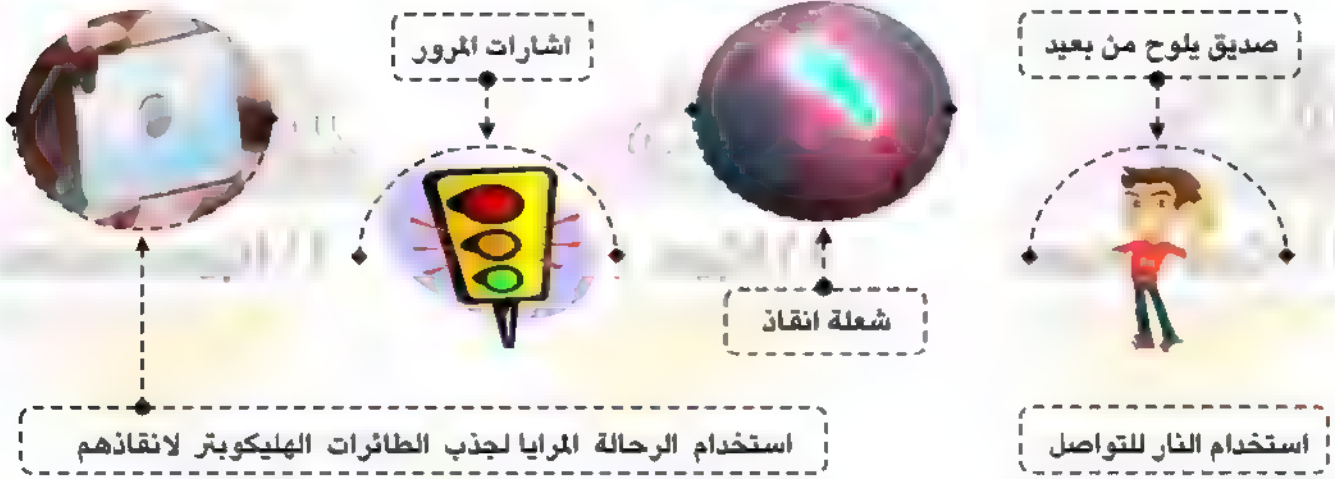 صديق يلوح من بعيد
اشارات المرور
شعلة انقاذ
استخدام النار للتواصل
استخدام الرحالة المرايا لجذب الطائرات الهليكوبتر لانقاذهم